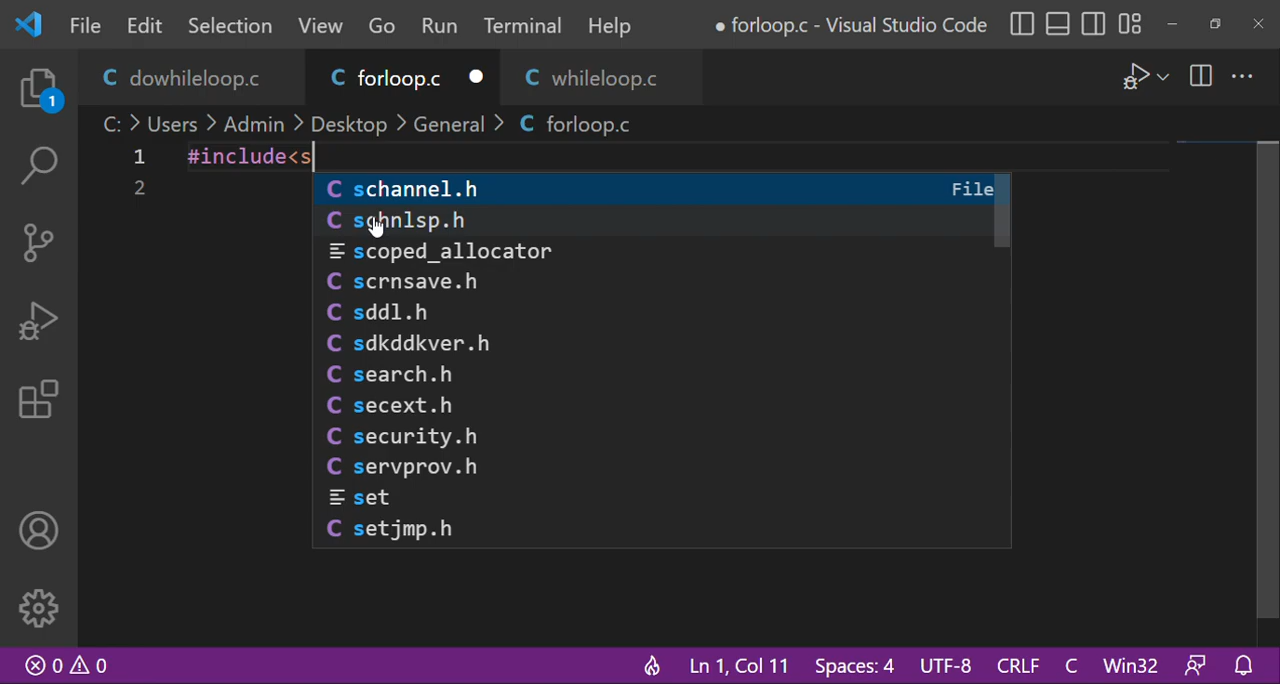 File Edit Selection View Go Run Terminal Help ● forloop.c - Visual Studio Code
C dowhileloop.c C forloop.c ● C whileloop.c
1
C: > Users > Admin > Desktop > General > C forloop.c
1 #include<s
2
C schannel.h File
C schnlsp.h
scoped_allocator
C scrnsave.h
C sddl.h
C sdkddkver.h
C search.h
C secext.h
C security.h
C servprov.h
set
C setjmp.h
0 0 Ln 1, Col 11 Spaces: 4 UTF-8 CRLF C Win32